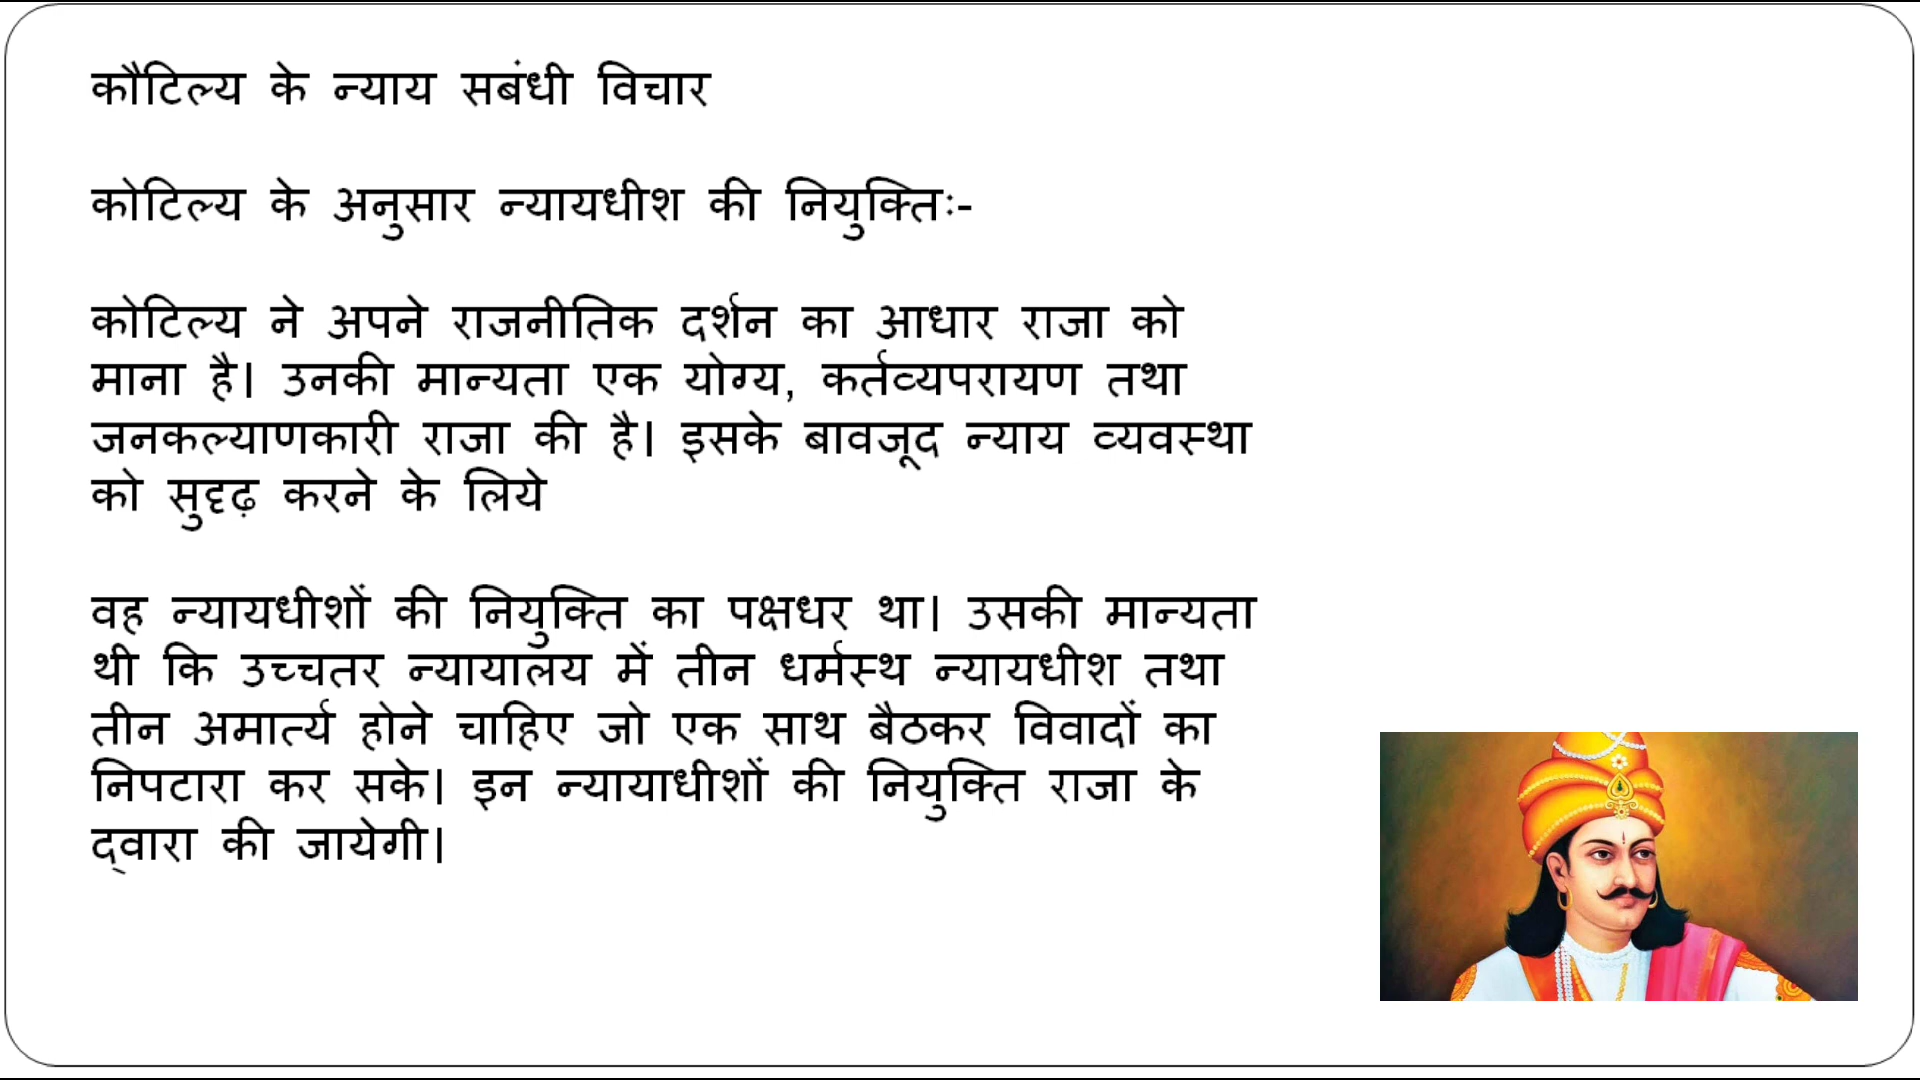 कौटिल्य के न्याय सबंधी विचार
कोटिल्य के अनुसार न्यायधीश की नियुक्तिः-
कोटिल्य ने अपने राजनीतिक दर्शन का आधार राजा को
माना है। उनकी मान्यता एक योग्य, कर्तव्यपरायण तथा
जनकल्याणकारी राजा की है। इसके बावजूद न्याय व्यवस्था
को सुदृढ़ करने के लिये
वह न्यायधीशों की नियुक्ति का पक्षधर था। उसकी मान्यता
थी कि उच्चतर न्यायालय में तीन धर्मस्थ न्यायधीश तथा
तीन अमार्त्य होने चाहिए जो एक साथ बैठकर विवादों का
निपटारा कर सके। इन न्यायाधीशों की नियुक्ति राजा के
द्वारा की जायेगी।